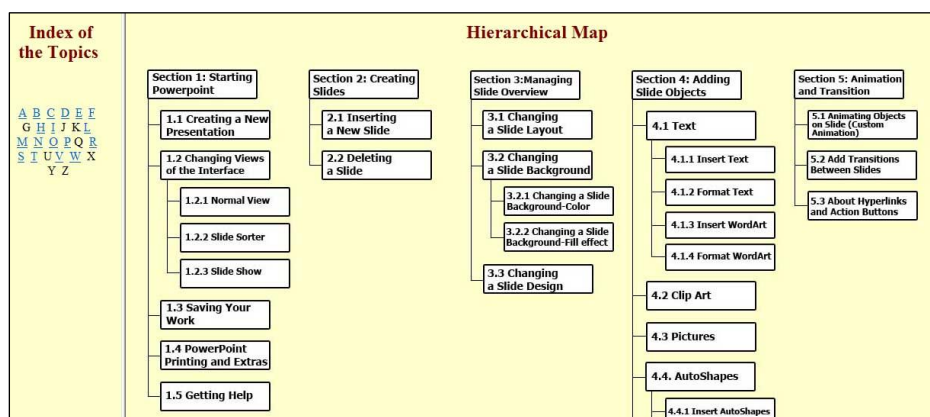 Index of
the Topics
A B C D E F
G H I J K L
M N O P Q R
S T U V W X
Y Z
Hierarchical Map
Section 1: Starting
Powerpoint
1.1 Creating a New
Presentation
1.2 Changing Views
of the Interface
1.2.1 Normal View
1.2.2 Slide Sorter
1.2.3 Slide Show
1.3 Saving Your
Work
1.4 PowerPoint
Printing and Extras
1.5 Getting Help
Section 2: Creating
Slides
2.1 Inserting
a New Slide
2.2 Deleting
a Slide
Section 3:Managing
Slide Overview
3.1 Changing
a Slide Layout
3.2 Changing
a Slide Background
3.2.1 Changing a Slide
Background-Color
3.2.2 Changing a Slide
Background-Fill effect
3.3 Changing
a Slide Design
Section 4: Adding
Slide Objects
4.1 Text
4.1.1 Insert Text
4.1.2 Format Text
4.1.3 Insert WordArt
4.1.4 Format WordArt
4.2 Clip Art
4.3 Pictures
4.4. AutoShapes
4.4.1 Insert AutoShapes
Section 5: Animation
and Transition
5.1 Animating Objects
on Slide (Custom
Animation)
5.2 Add Transitions
Between Slides
5.3 About Hyperlinks
and Action Buttons